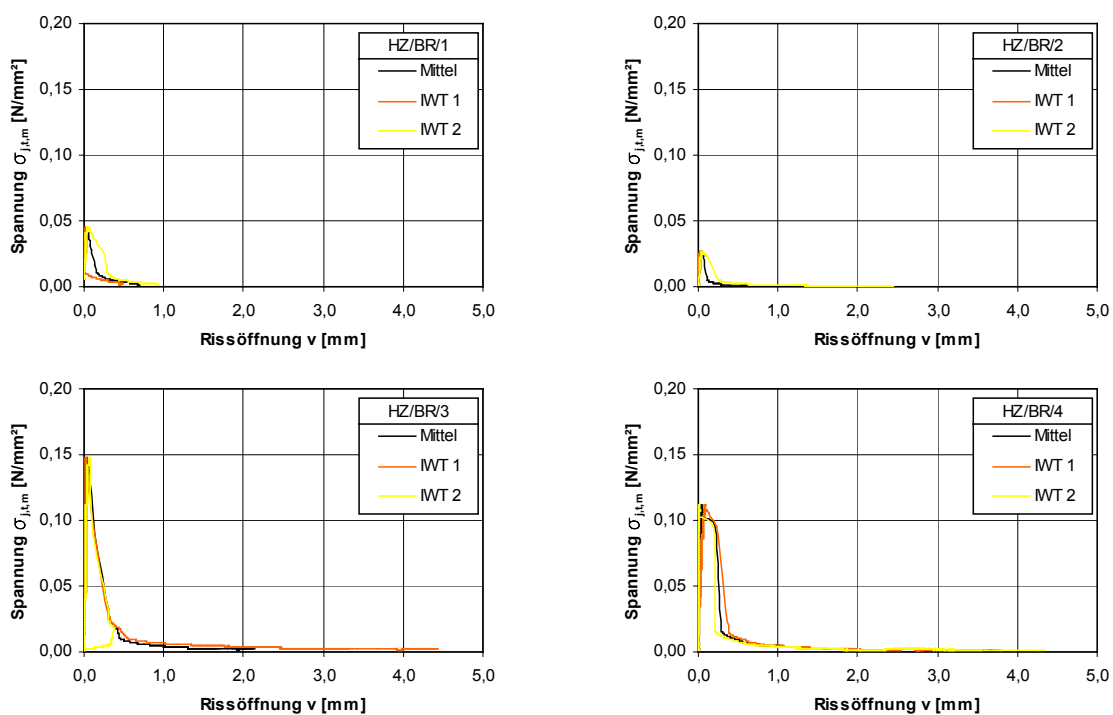 HZ/BR/1
Mittel
IWT 1
IWT 2
Spannung σj,t,m [N/mm²]
0,20
0,15
0,10
0,05
0,00
0,0 1,0 2,0 3,0 4,0 5,0
Rissöffnung v [mm]
HZ/BR/2
Mittel
IWT 1
IWT 2
Spannung σj,t,m [N/mm²]
0,20
0,15
0,10
0,05
0,00
0,0 1,0 2,0 3,0 4,0 5,0
Rissöffnung v [mm]
HZ/BR/3
Mittel
IWT 1
IWT 2
Spannung σj,t,m [N/mm²]
0,20
0,15
0,10
0,05
0,00
0,0 1,0 2,0 3,0 4,0 5,0
Rissöffnung v [mm]
HZ/BR/4
Mittel
IWT 1
IWT 2
Spannung σj,t,m [N/mm²]
0,20
0,15
0,10
0,05
0,00
0,0 1,0 2,0 3,0 4,0 5,0
Rissöffnung v [mm]